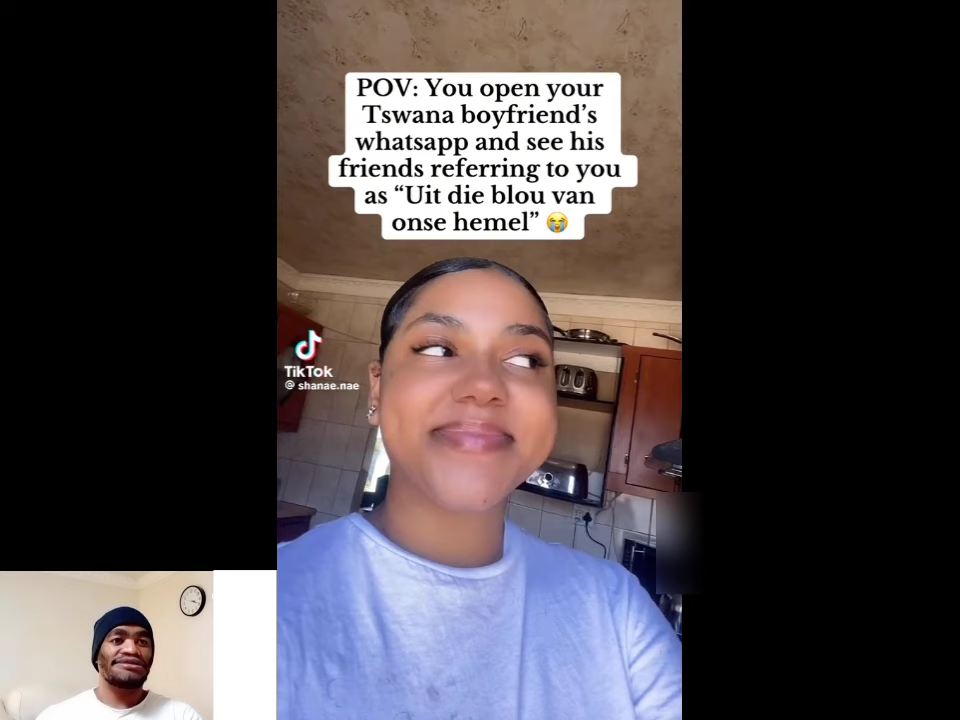 POV: You open your
Tswana boyfriend’s
whatsapp and see his
friends referring to you
as “Uit die blou van
onse hemel” 😭
TikTok
@ shanae.nae